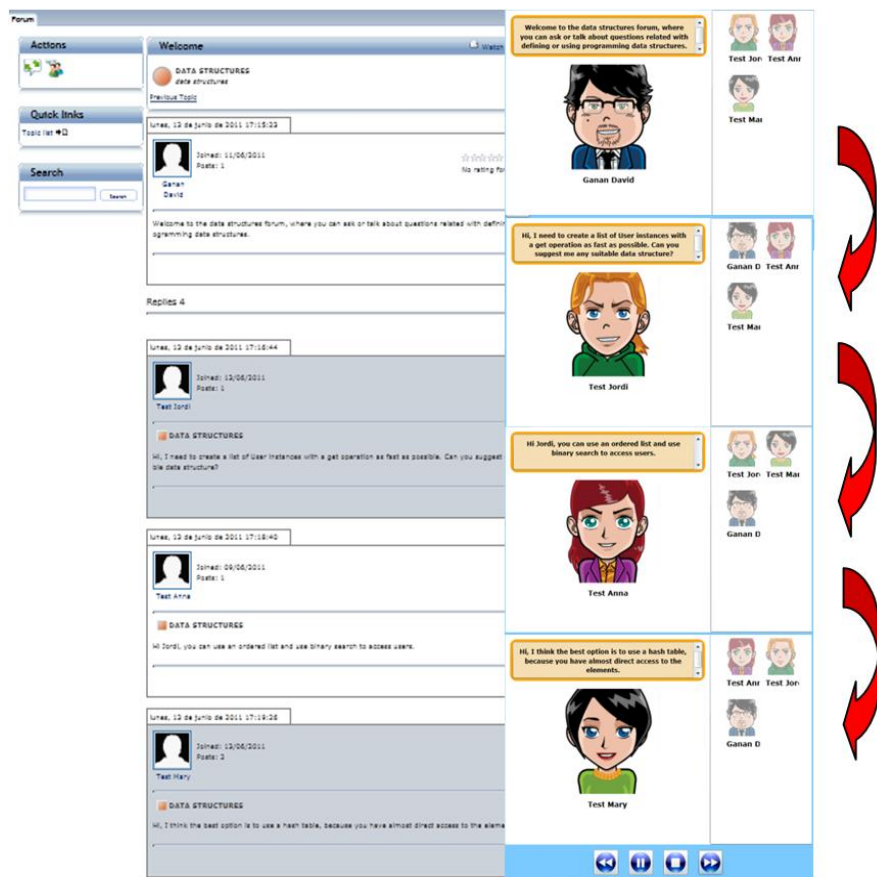 Forum
Actions
Quick links
Topic list
Search
Search
Welcome
Watch
DATA STRUCTURES
data structures
Previous Topic
lunes, 13 de junio de 2011 17:15:23
Joined: 11/06/2011
Posts: 1
No rating for
Ganan
David
Welcome to the data structures forum, where you can ask or talk about questions related with defining
ogramming data structures.
Replies 4
lunes, 13 de junio de 2011 17:16:44
Joined: 13/06/2011
Posts: 1
Test Jordi
DATA STRUCTURES
Hi, I need to create a list of User instances with a get operation as fast as possible. Can you suggest
ble data structure?
lunes, 13 de junio de 2011 17:18:40
Joined: 09/06/2011
Posts: 1
Test Anna
DATA STRUCTURES
Hi Jordi, you can use an ordered list and use binary search to access users.
lunes, 13 de junio de 2011 17:19:28
Joined: 13/06/2011
Posts: 3
Test Mary
DATA STRUCTURES
Hi, I think the best option is to use a hash table, because you have almost direct access to the eleme
Welcome to the data structures forum, where
you can ask or talk about questions related with
defining or using programming data structures.
Ganan David
Test Jor Test Anr
Test Mar
Hi, I need to create a list of User instances with
a get operation as fast as possible. Can you
suggest me any suitable data structure?
Test Jordi
Ganan D Test Anr
Test Mar
Hi Jordi, you can use an ordered list and use
binary search to access users.
Test Anna
Test Jor Test Mar
Ganan D
Hi, I think the best option is to use a hash table,
because you have almost direct access to the
elements.
Test Mary
Test Anr Test Jor
Ganan D